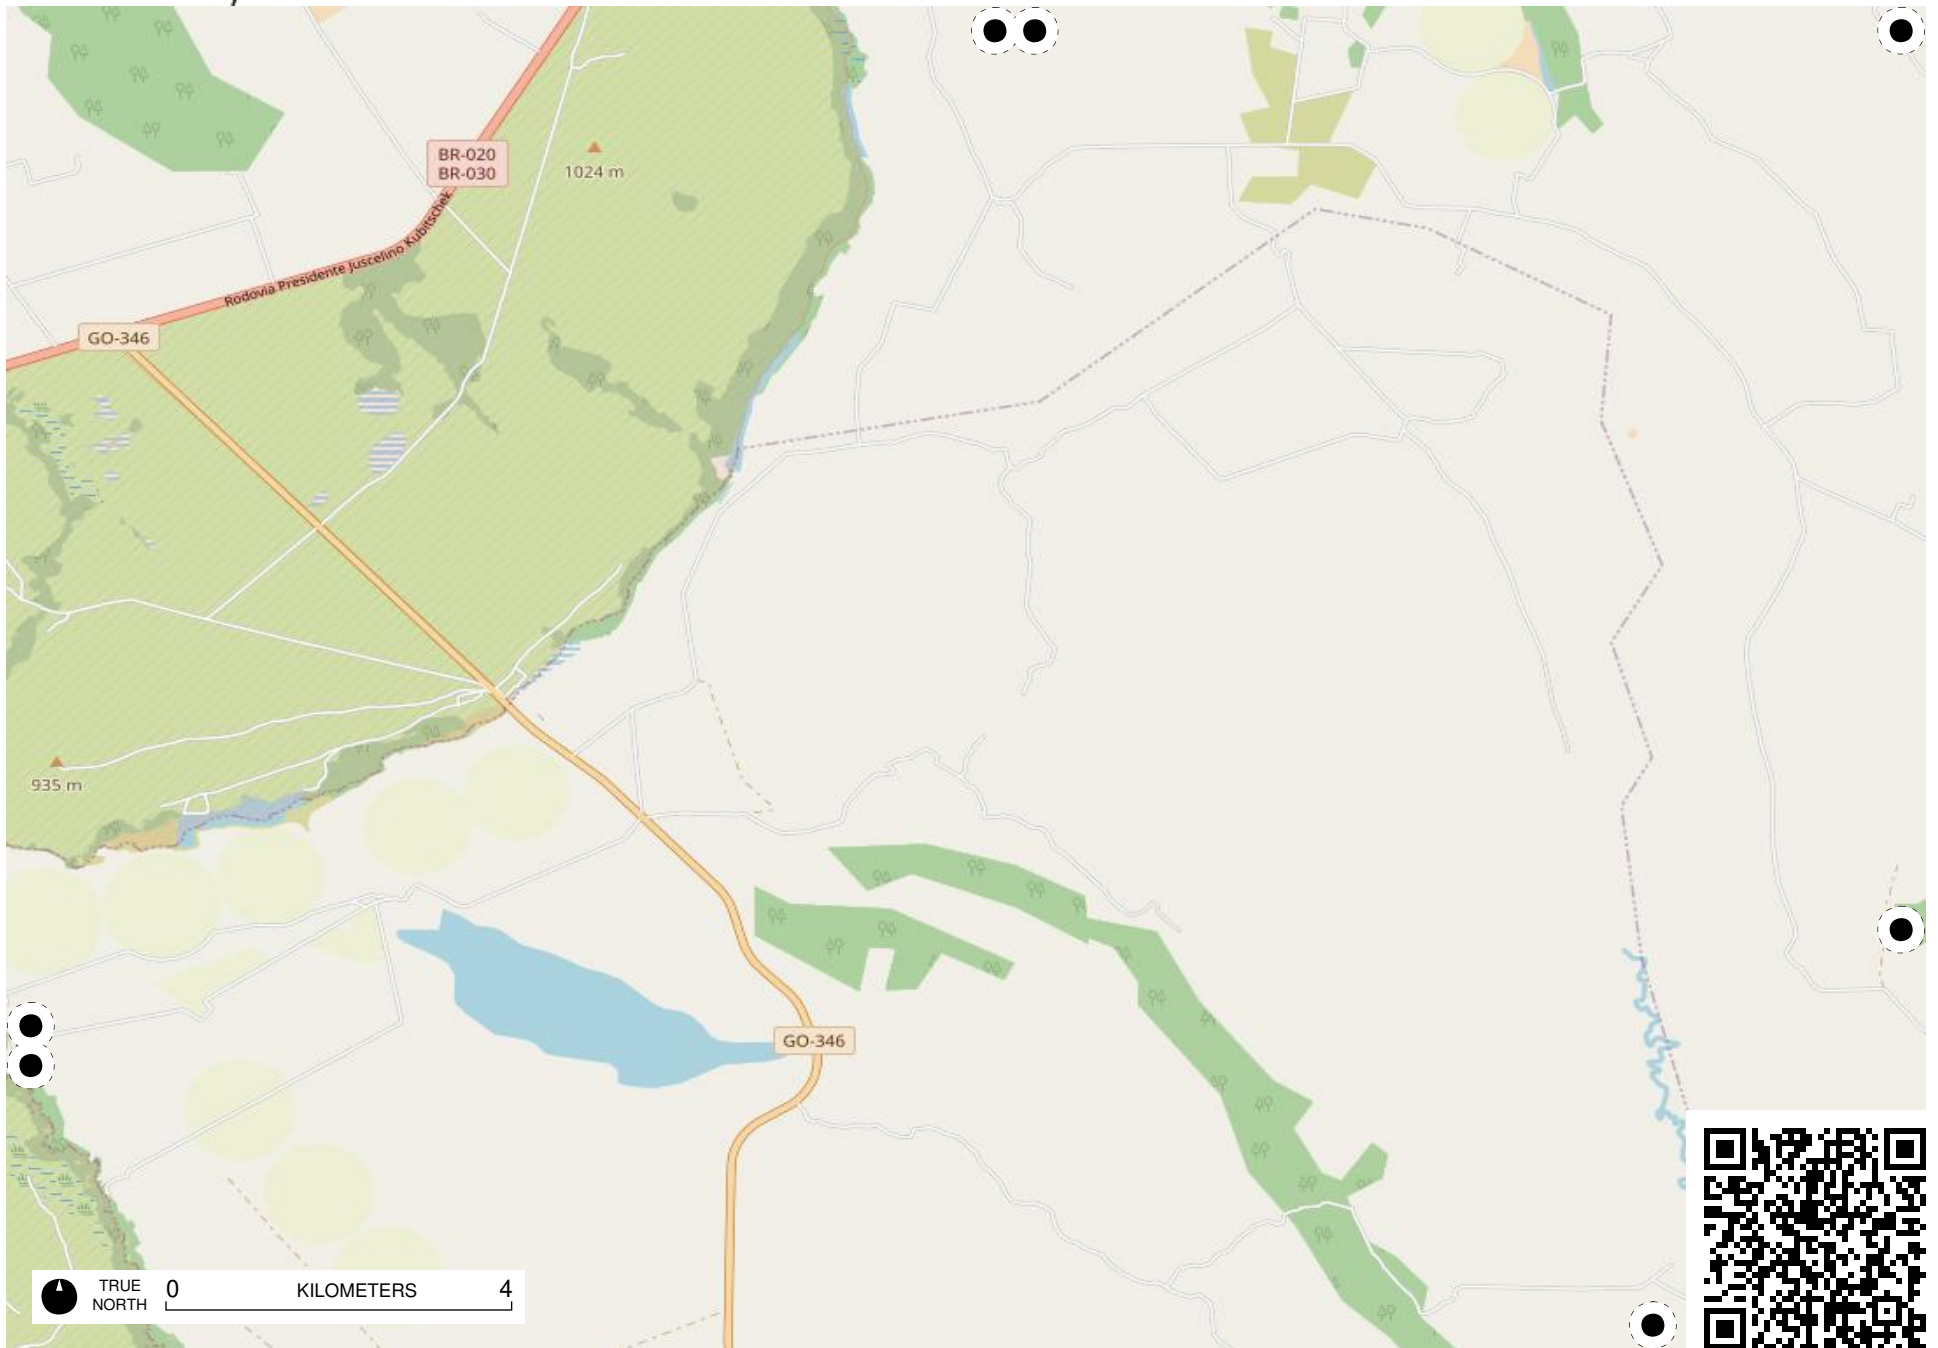 BR-020
BR-030
1024 m
Rodovia Presidente Juscelino Kubitschek
GO-346
935 m
GO-346
TRUE NORTH
0 KILOMETERS 4